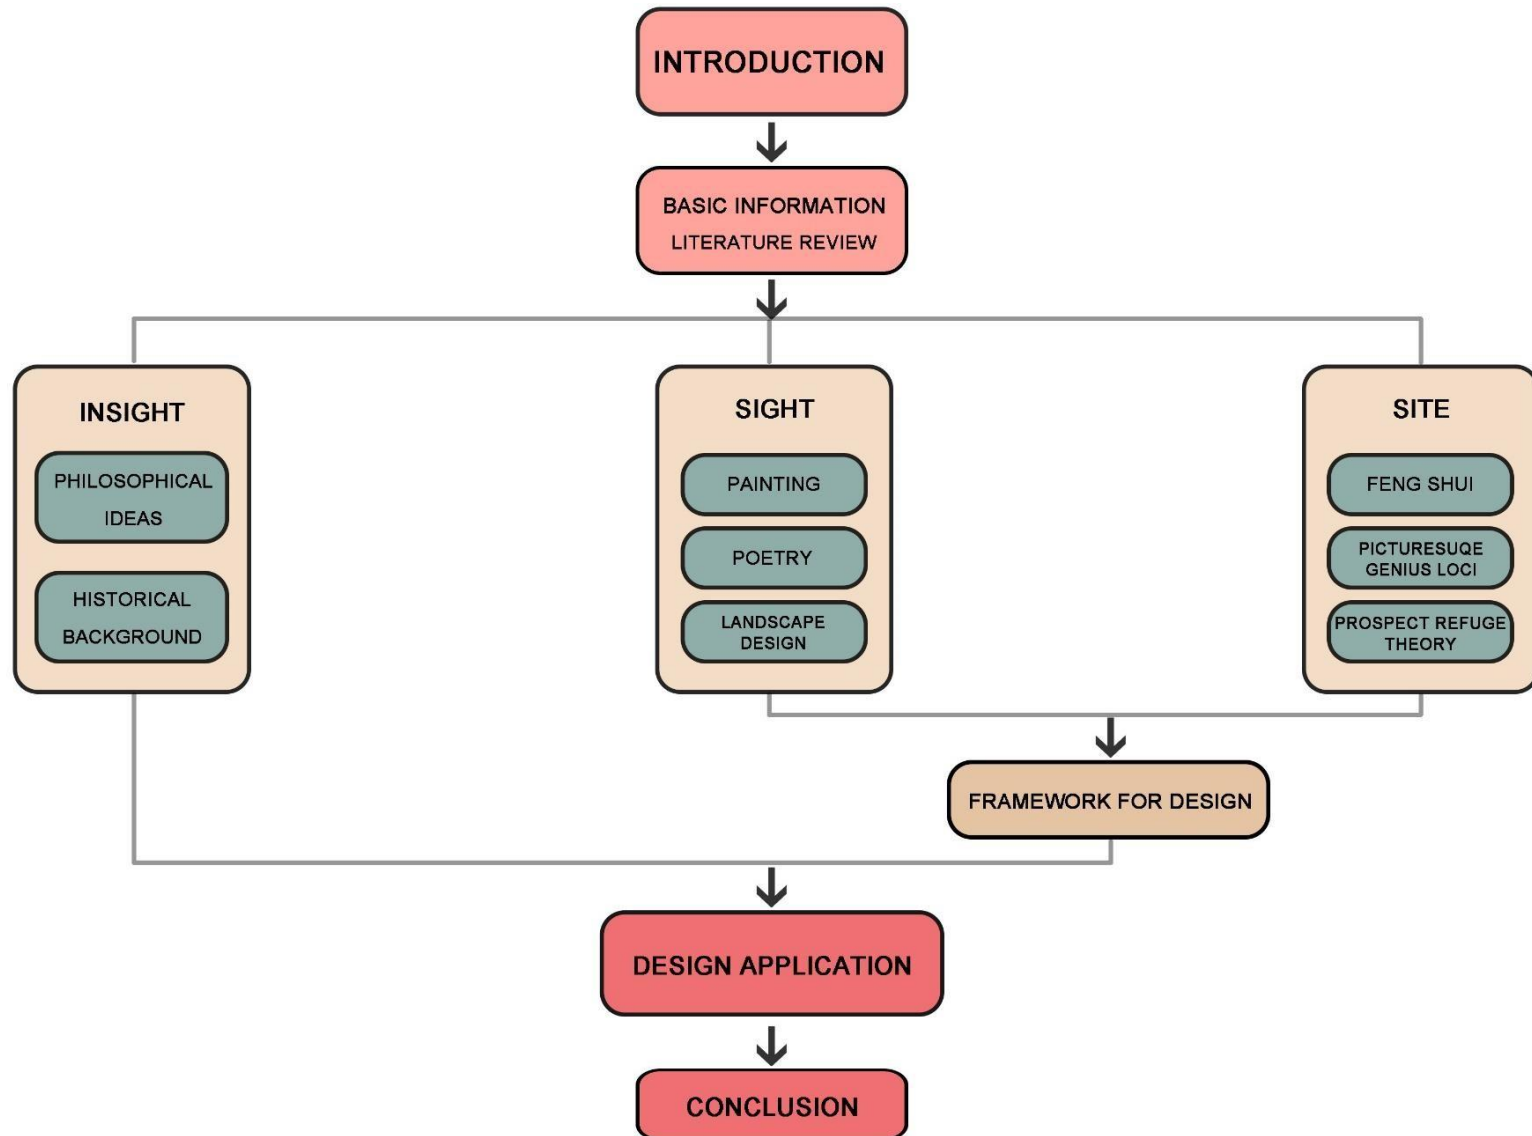 INTRODUCTION
BASIC INFORMATION
LITERATURE REVIEW
INSIGHT
PHILOSOPHICAL
IDEAS
HISTORICAL
BACKGROUND
SIGHT
PAINTING
POETRY
LANDSCAPE
DESIGN
SITE
FENG SHUI
PICTURESUQE
GENIUS LOCI
PROSPECT REFUGE
THEORY
FRAMEWORK FOR DESIGN
DESIGN APPLICATION
CONCLUSION